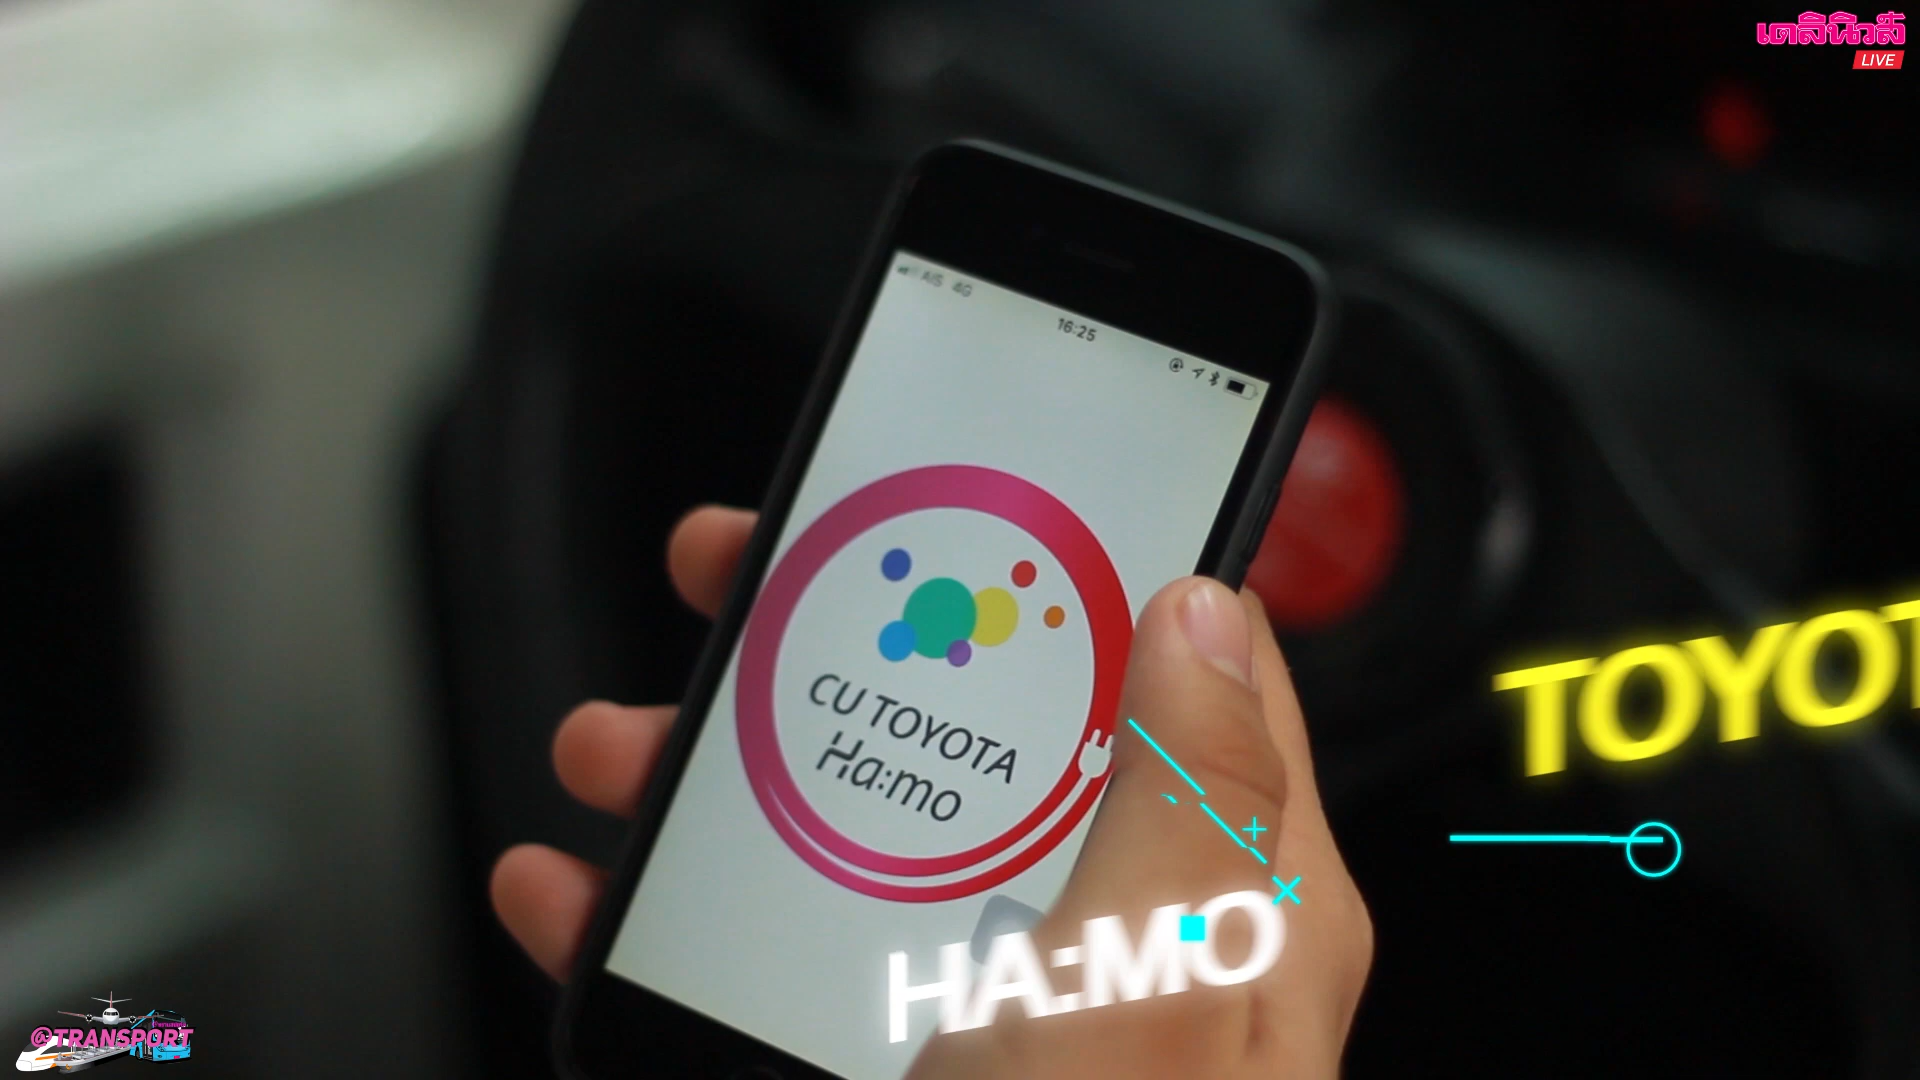 เดลินิวส์
LIVE
AIS 4G
16:25
CU TOYOTA
Ha:mo
TOYOT
HA:MO
@TRANSPORT